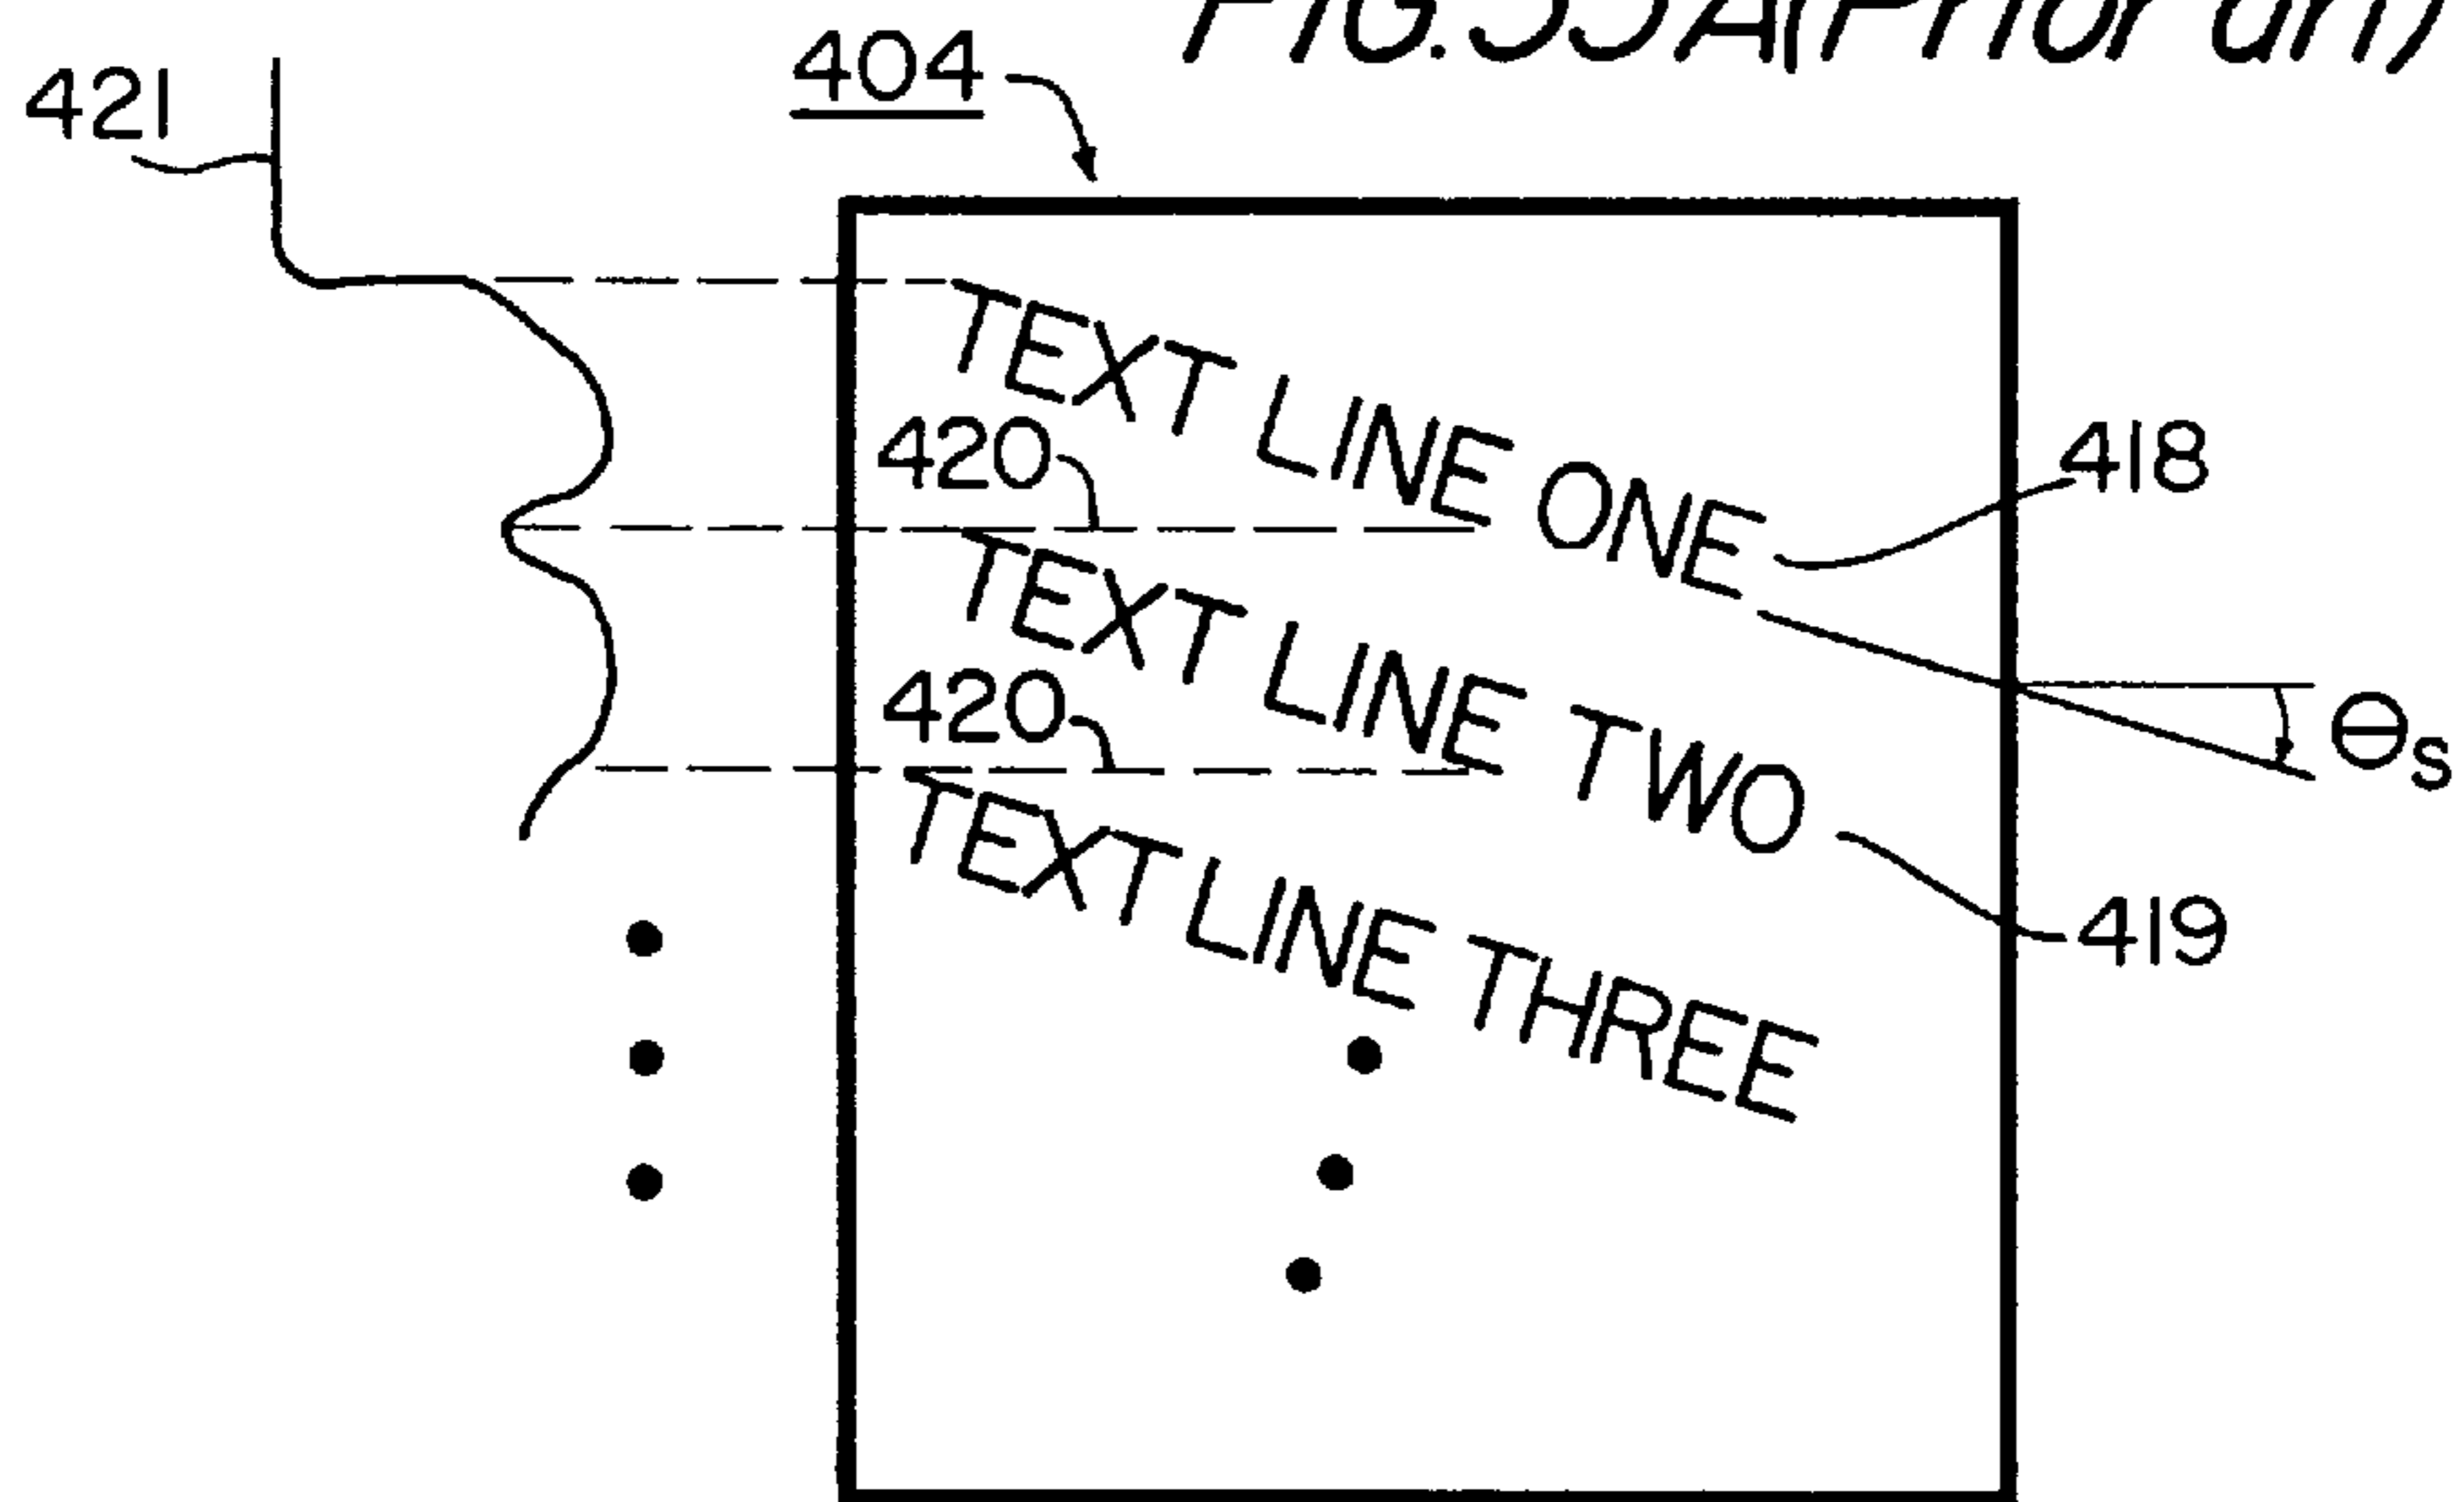 FIG. 35A (Prior art)
404
421
TEXT LINE ONE
420
418
TEXT LINE TWO
420
θs
TEXT LINE THREE
419